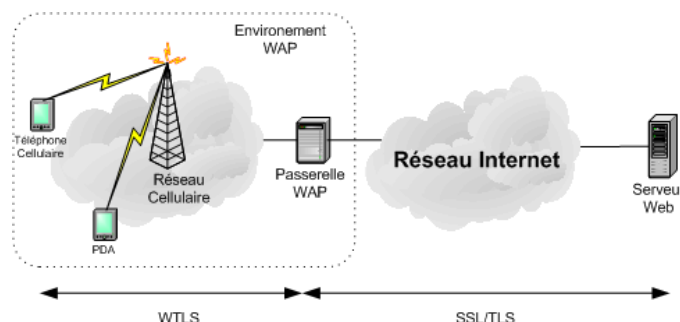 Environement
WAP
Téléphone
Cellulaire
Réseau
Cellulaire
PDA
Passerelle
WAP
Réseau Internet
Serveu
Web
WTLS
SSL/TLS